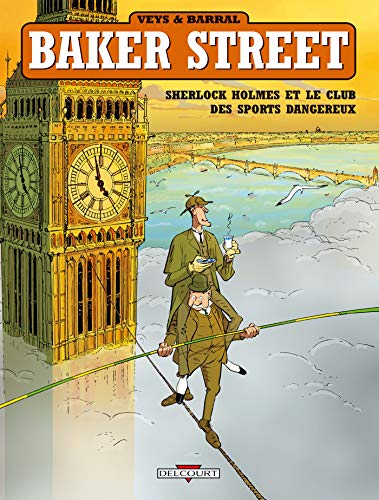 VEYS & BARRAL
BAKER STREET
SHERLOCK HOLMES ET LE CLUB
DES SPORTS DANGEREUX
DELCOURT